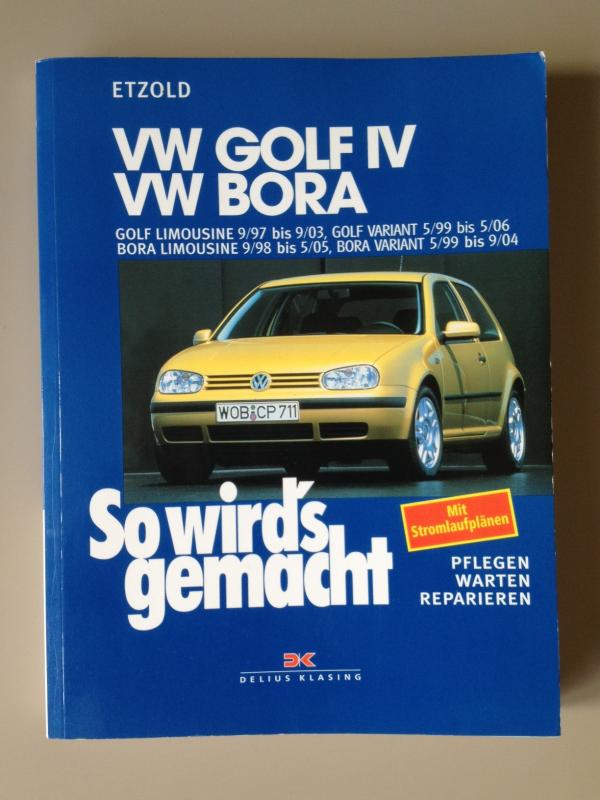 ETZOLD
VW GOLF IV
VW BORA
GOLF LIMOUSINE 9/97 bis 9/03, GOLF VARIANT 5/99 bis 5/06
BORA LIMOUSINE 9/98 bis 5/05, BORA VARIANT 5/99 bis 9/04
WOB CP 711
So wird's
gemacht
Mit
Stromlaufplänen
PFLEGEN
WARTEN
REPARIEREN
DK
DELIUS KLASING